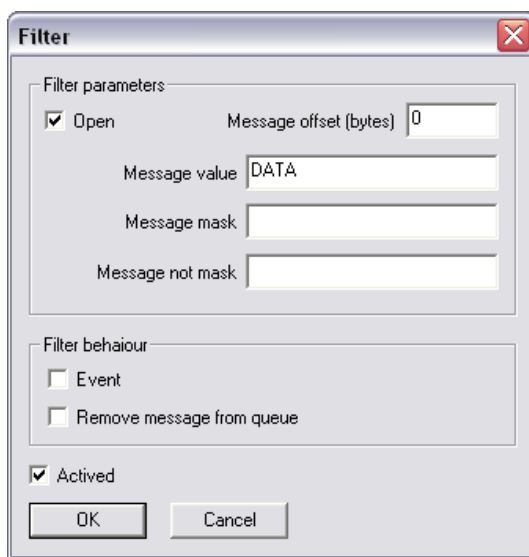 Filter
Filter parameters
Open Message offset (bytes) 0
Message value DATA
Message mask
Message not mask
Filter behaiour
Event
Remove message from queue
Actived
OK Cancel